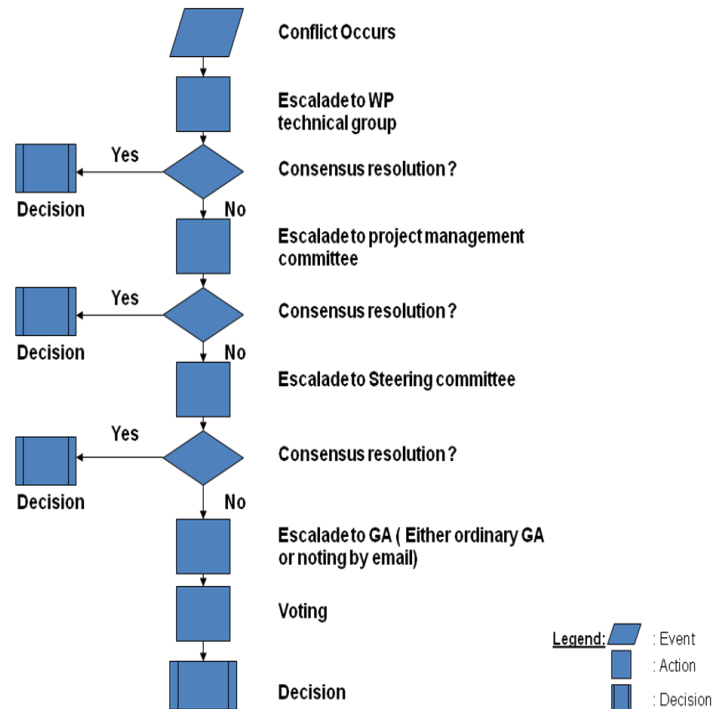 Conflict Occurs
Escalade to WP
technical group
Yes
Consensus resolution ?
Decision
No
Escalade to project management
committee
Yes
Consensus resolution ?
Decision
No
Escalade to Steering committee
Yes
Consensus resolution ?
Decision
No
Escalade to GA ( Either ordinary GA
or noting by email)
Voting
Decision
Legend:
: Event
: Action
: Decision